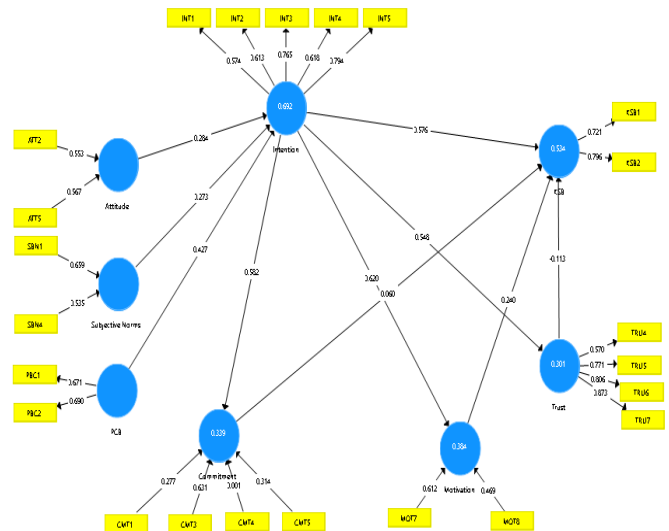 INT1 INT2 INT3 INT4 INT5
0.574 0.613 0.765 0.618 0.794
0.692
Intention
ATT2
0.553
ATT5
0.567
Attitude
0.284
SBN1
0.659
SBN4
0.535
Subjective Norms
0.273
PBC1
0.671
PBC2
0.690
PCB
0.427
0.576
0.582
0.620
0.548
0.534
KSB1
0.721
KSB2
0.796
-0.113
0.060
0.240
0.301
Trust
TRU4
0.570
TRU5
0.771
TRU6
0.806
TRU7
0.873
0.339
Commitment
0.277 0.631 0.001 0.314
CMT1 CMT3 CMT4 CMT5
0.384
Motivation
0.612 0.469
MOT7 MOT8